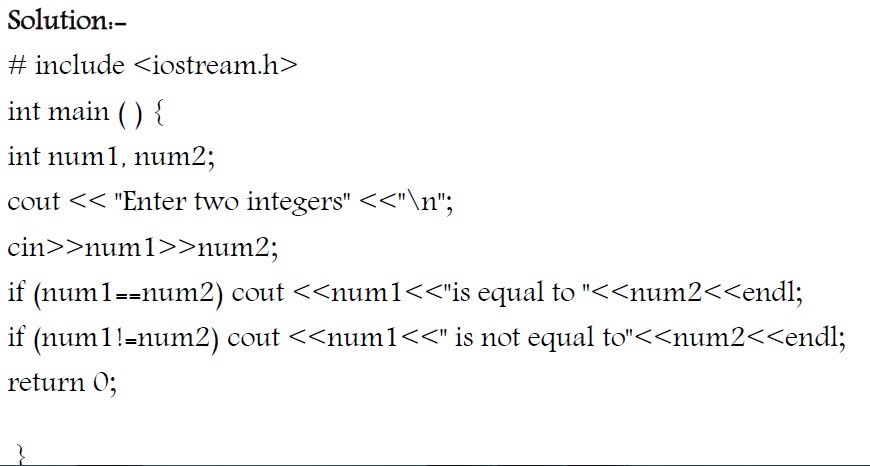 Solution:-
# include <iostream.h>
int main ( ) {
int num1, num2;
cout << "Enter two integers" <<"\n";
cin>>num1>>num2;
if (num1==num2) cout <<num1<<"is equal to "<<num2<<endl;
if (num1!=num2) cout <<num1<<" is not equal to"<<num2<<endl;
return 0;
}